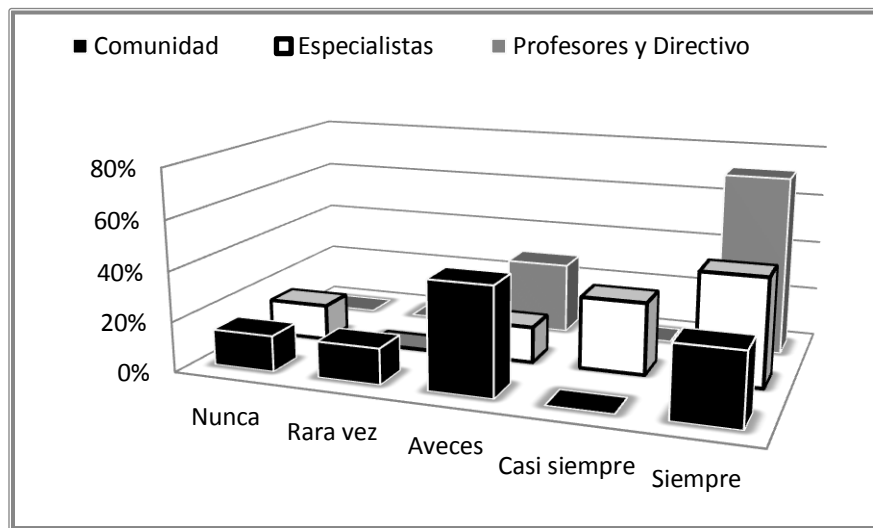 Comunidad Especialistas Profesores y Directivo
80%
60%
40%
20%
0%
Nunca
Rara vez
Aveces
Casi siempre
Siempre